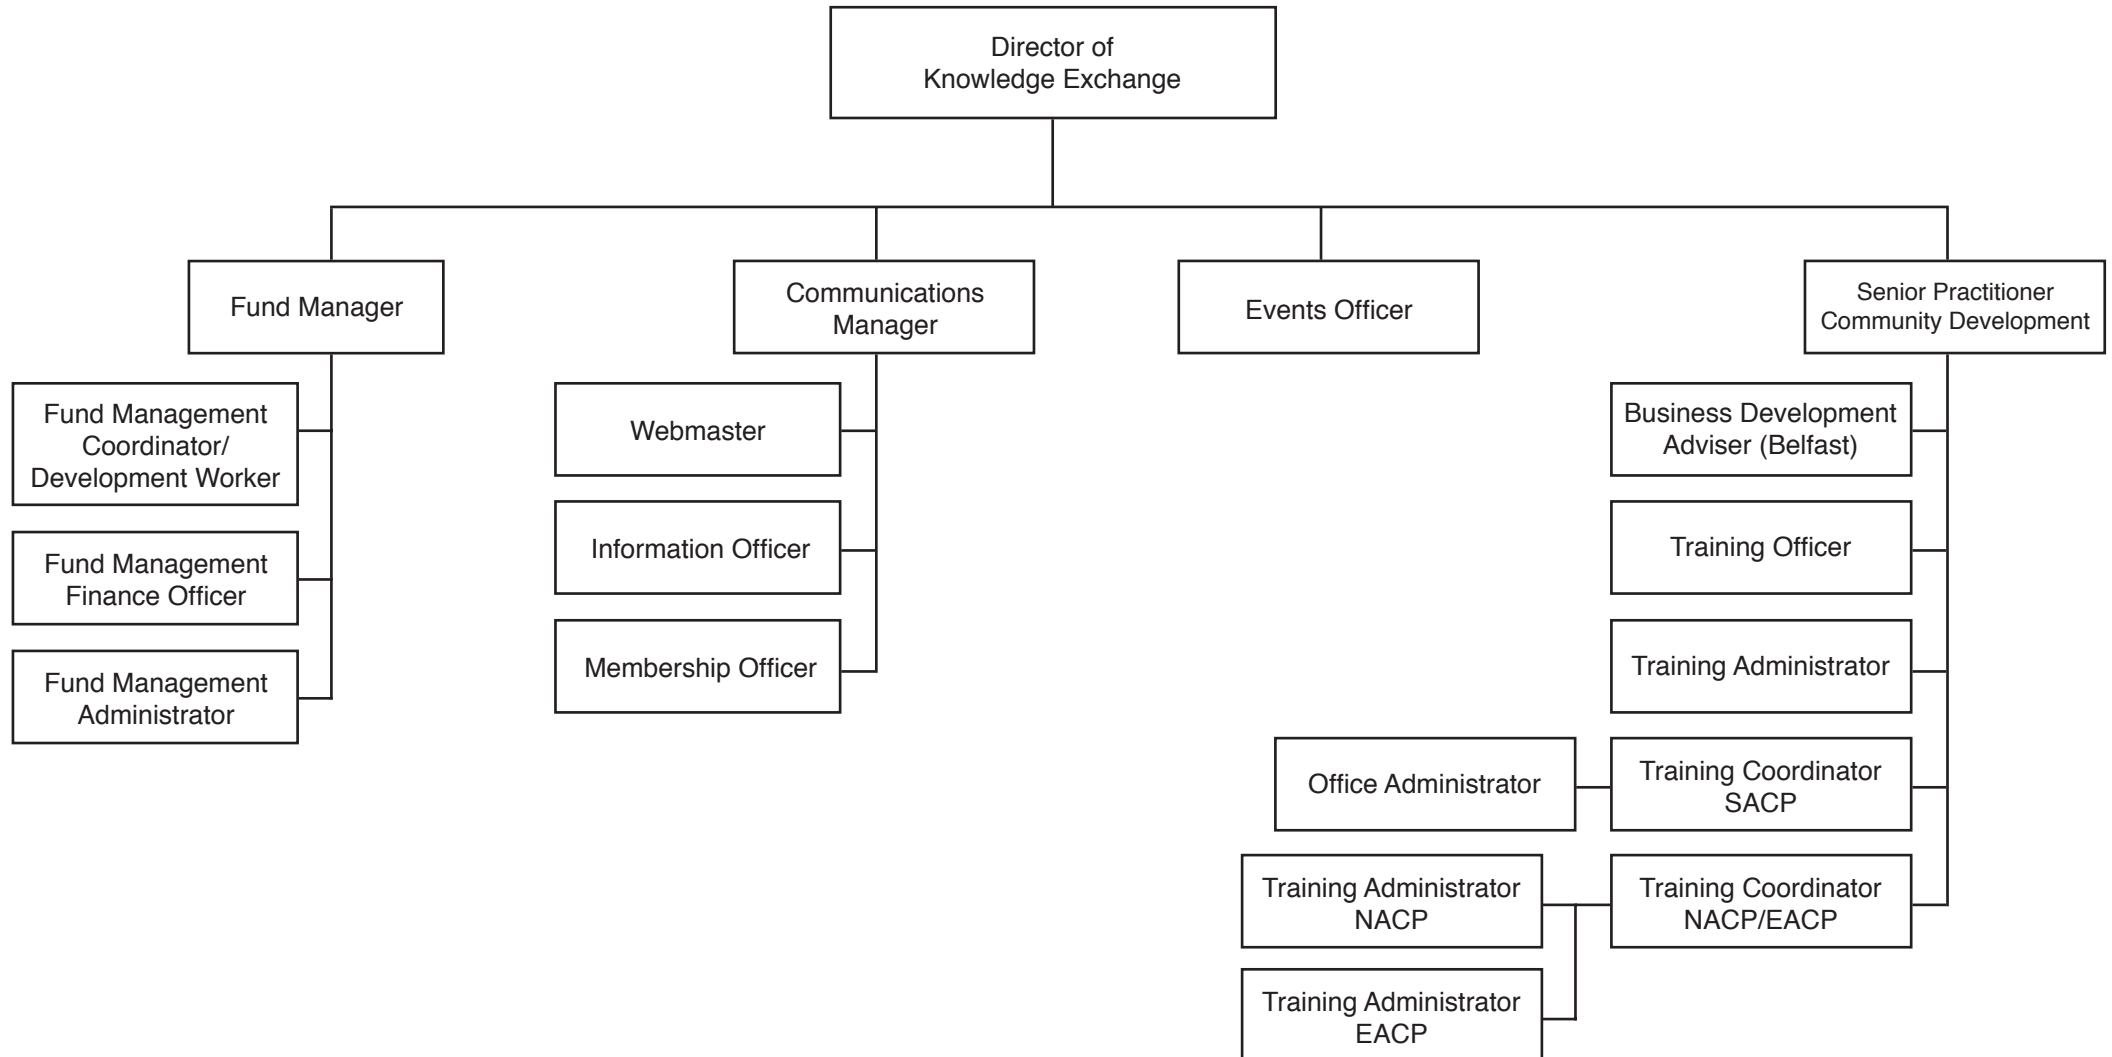 Director of
Knowledge Exchange
Fund Manager
Communications
Manager
Events Officer
Senior Practitioner
Community Development
Fund Management
Coordinator/
Development Worker
Fund Management
Finance Officer
Fund Management
Administrator
Webmaster
Information Officer
Membership Officer
Business Development
Adviser (Belfast)
Training Officer
Training Administrator
Office Administrator
Training Coordinator
SACP
Training Administrator
NACP
Training Coordinator
NACP/EACP
Training Administrator
EACP